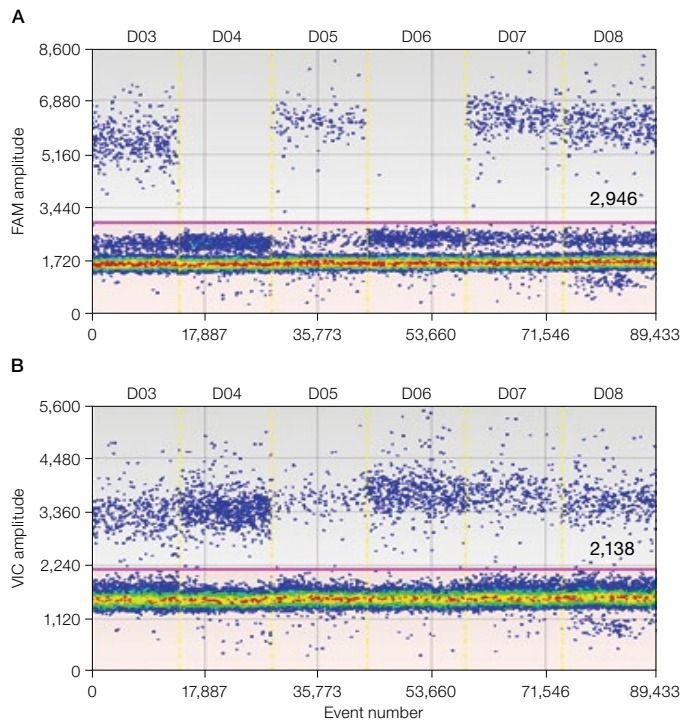 A
D03 D04 D05 D06 D07 D08
8,600
6,880
5,160
3,440
1,720
0
FAM amplitude
2,946
0 17,887 35,773 53,660 71,546 89,433
B
D03 D04 D05 D06 D07 D08
5,600
4,480
3,360
2,240
1,120
0
VIC amplitude
2,138
0 17,887 35,773 53,660 71,546 89,433
Event number